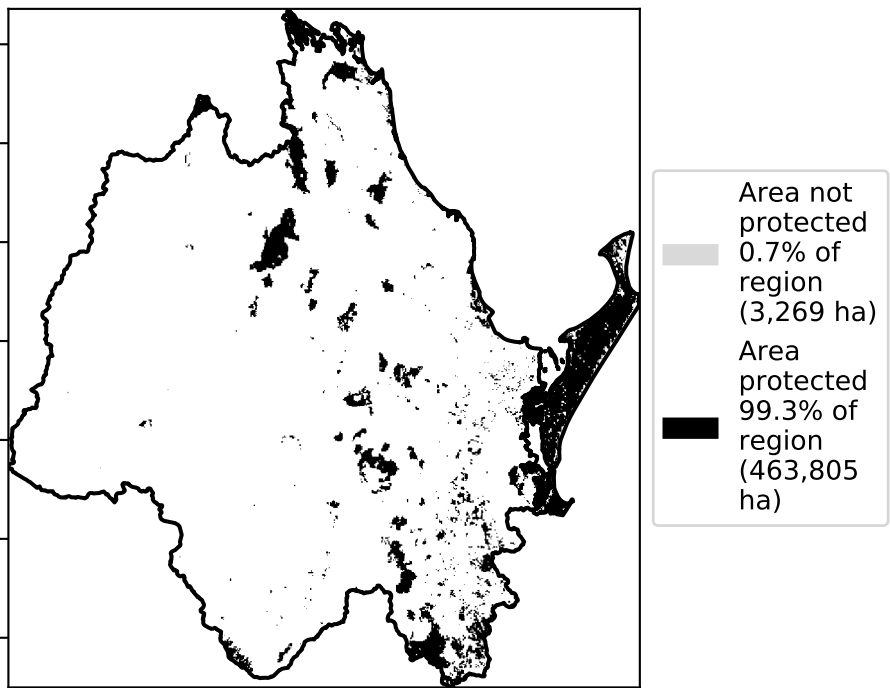 Area not
protected
0.7% of
region
(3,269 ha)
Area
protected
99.3% of
region
(463,805
ha)